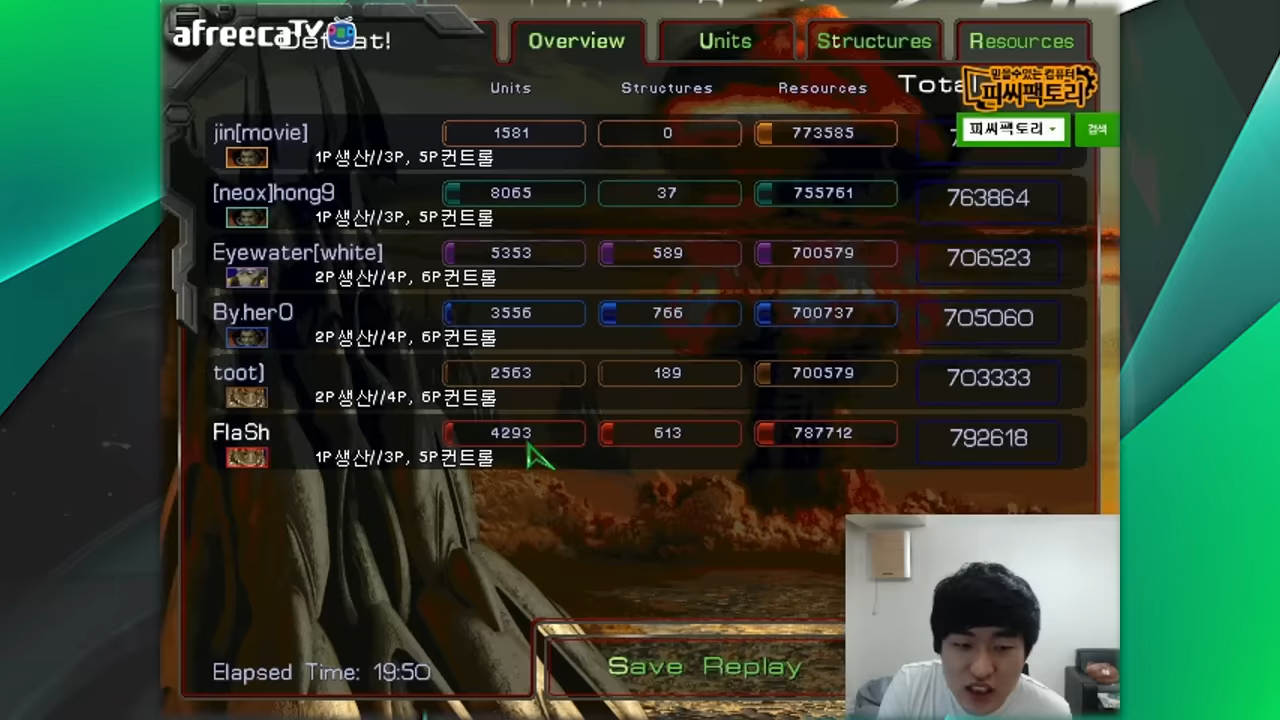 afreecaTV
Defeat!
Overview
Units
Structures
Resources
Units
Structures
Resources
Total
믿을수있는 컴퓨터
피씨팩토리
피씨팩토리
검색
jin[movie]
1581
0
773585
1P생산//3P, 5P컨트롤
[neox]hong9
8065
37
755761
763864
1P생산//3P, 5P컨트롤
Eyewater[white]
5353
589
700579
706523
2P생산//4P, 6P컨트롤
By.herO
3556
766
700737
705060
2P생산//4P, 6P컨트롤
toot]
2563
189
700579
703333
2P생산//4P, 6P컨트롤
FlaSh
4293
613
787712
792618
1P생산//3P, 5P컨트롤
Elapsed Time: 19:50
Save Replay